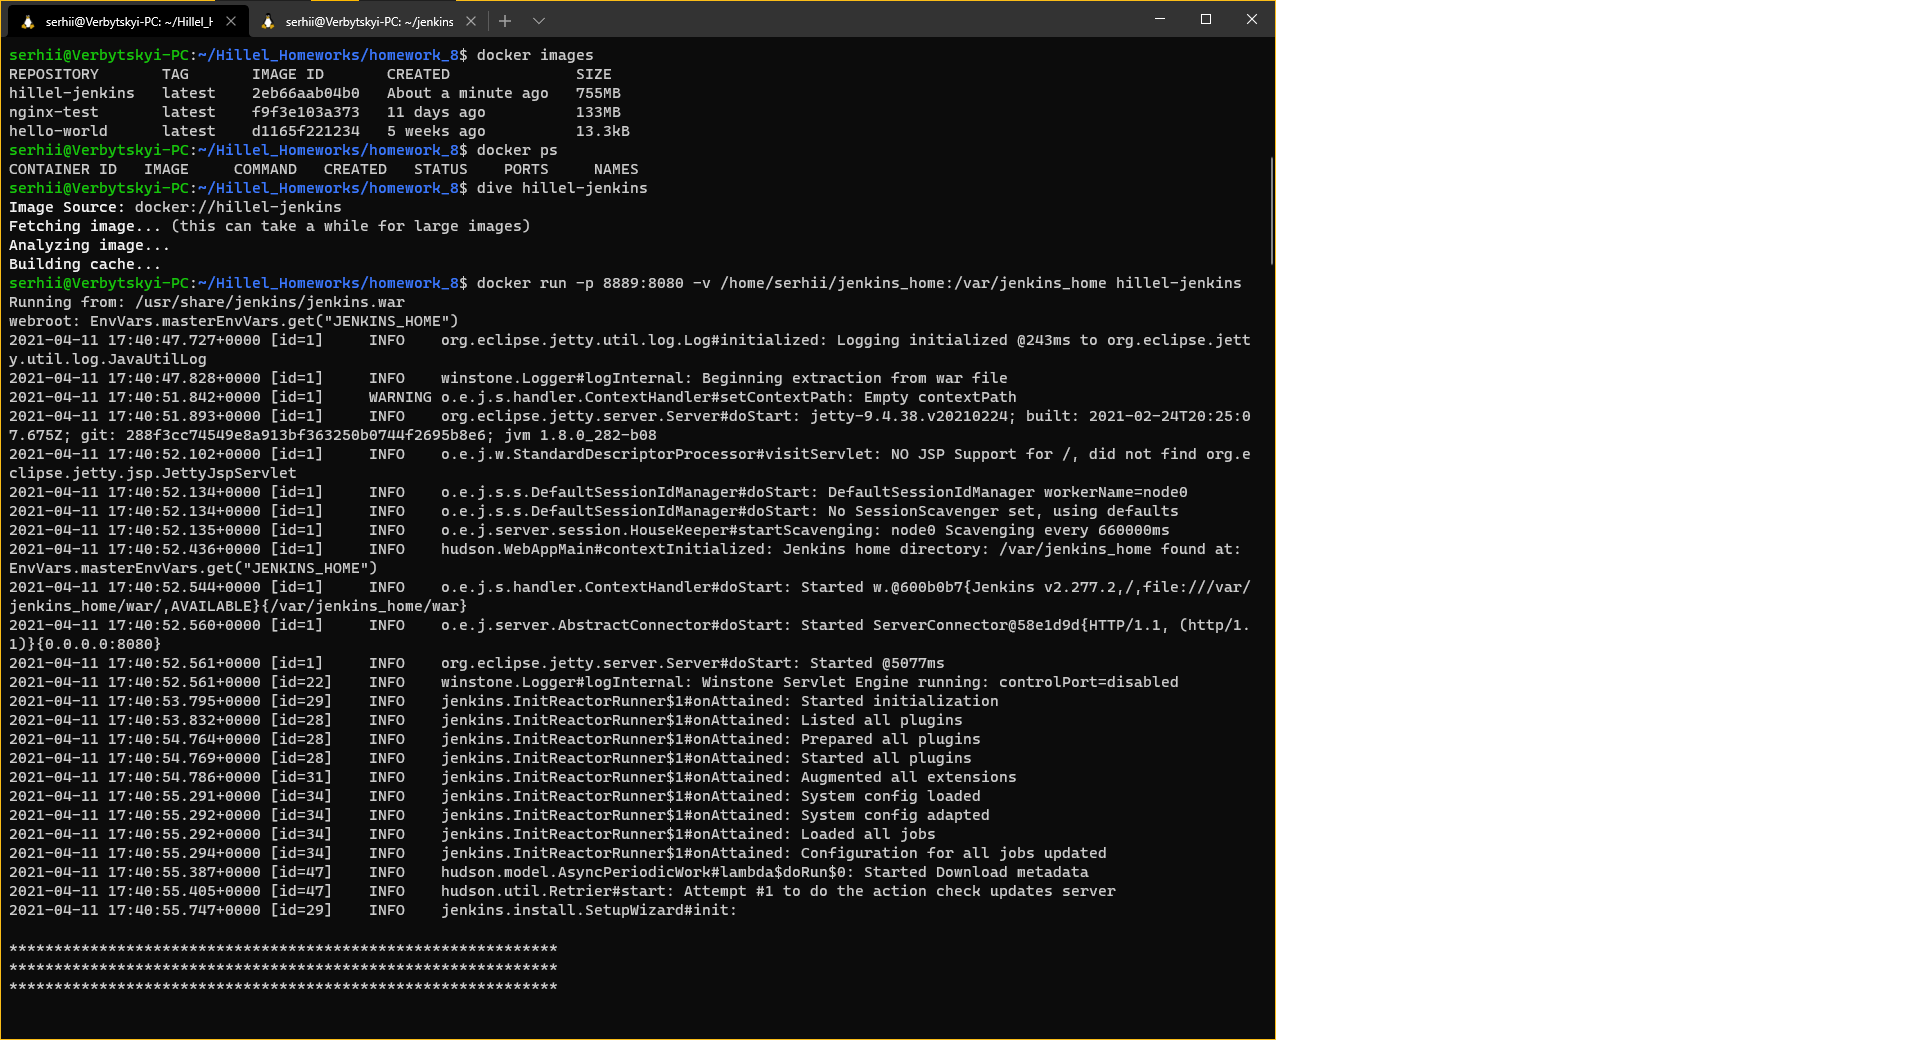 serhii@Verbytskyi-PC: ~/Hillel_H
serhii@Verbytskyi-PC: ~/jenkins
serhii@Verbytskyi-PC:~/Hillel_Homeworks/homework_8$ docker images
REPOSITORY       TAG       IMAGE ID       CREATED              SIZE
hillel-jenkins   latest    2eb66aab04b0   About a minute ago   755MB
nginx-test       latest    f9f3e103a373   11 days ago          133MB
hello-world      latest    d1165f221234   5 weeks ago          13.3kB
serhii@Verbytskyi-PC:~/Hillel_Homeworks/homework_8$ docker ps
CONTAINER ID   IMAGE     COMMAND   CREATED   STATUS    PORTS     NAMES
serhii@Verbytskyi-PC:~/Hillel_Homeworks/homework_8$ dive hillel-jenkins
Image Source: docker://hillel-jenkins
Fetching image... (this can take a while for large images)
Analyzing image...
Building cache...
serhii@Verbytskyi-PC:~/Hillel_Homeworks/homework_8$ docker run -p 8889:8080 -v /home/serhii/jenkins_home:/var/jenkins_home hillel-jenkins
Running from: /usr/share/jenkins/jenkins.war
webroot: EnvVars.masterEnvVars.get("JENKINS_HOME")
2021-04-11 17:40:47.727+0000 [id=1]     INFO    org.eclipse.jetty.util.log.Log#initialized: Logging initialized @243ms to org.eclipse.jett
y.util.log.JavaUtilLog
2021-04-11 17:40:47.828+0000 [id=1]     INFO    winstone.Logger#logInternal: Beginning extraction from war file
2021-04-11 17:40:51.842+0000 [id=1]     WARNING o.e.j.s.handler.ContextHandler#setContextPath: Empty contextPath
2021-04-11 17:40:51.893+0000 [id=1]     INFO    org.eclipse.jetty.server.Server#doStart: jetty-9.4.38.v20210224; built: 2021-02-24T20:25:0
7.675Z; git: 288f3cc74549e8a913bf363250b0744f2695b8e6; jvm 1.8.0_282-b08
2021-04-11 17:40:52.102+0000 [id=1]     INFO    o.e.j.w.StandardDescriptorProcessor#visitServlet: NO JSP Support for /, did not find org.e
clipse.jetty.jsp.JettyJspServlet
2021-04-11 17:40:52.134+0000 [id=1]     INFO    o.e.j.s.s.DefaultSessionIdManager#doStart: DefaultSessionIdManager workerName=node0
2021-04-11 17:40:52.134+0000 [id=1]     INFO    o.e.j.s.s.DefaultSessionIdManager#doStart: No SessionScavenger set, using defaults
2021-04-11 17:40:52.135+0000 [id=1]     INFO    o.e.j.server.session.HouseKeeper#startScavenging: node0 Scavenging every 660000ms
2021-04-11 17:40:52.436+0000 [id=1]     INFO    hudson.WebAppMain#contextInitialized: Jenkins home directory: /var/jenkins_home found at:
EnvVars.masterEnvVars.get("JENKINS_HOME")
2021-04-11 17:40:52.544+0000 [id=1]     INFO    o.e.j.s.handler.ContextHandler#doStart: Started w.@600b0b7{Jenkins v2.277.2,/,file:///var/
jenkins_home/war/,AVAILABLE}{/var/jenkins_home/war}
2021-04-11 17:40:52.560+0000 [id=1]     INFO    o.e.j.server.AbstractConnector#doStart: Started ServerConnector@58e1d9d{HTTP/1.1, (http/1.
1)}{0.0.0.0:8080}
2021-04-11 17:40:52.561+0000 [id=1]     INFO    org.eclipse.jetty.server.Server#doStart: Started @5077ms
2021-04-11 17:40:52.561+0000 [id=22]    INFO    winstone.Logger#logInternal: Winstone Servlet Engine running: controlPort=disabled
2021-04-11 17:40:53.795+0000 [id=29]    INFO    jenkins.InitReactorRunner$1#onAttained: Started initialization
2021-04-11 17:40:53.832+0000 [id=28]    INFO    jenkins.InitReactorRunner$1#onAttained: Listed all plugins
2021-04-11 17:40:54.764+0000 [id=28]    INFO    jenkins.InitReactorRunner$1#onAttained: Prepared all plugins
2021-04-11 17:40:54.769+0000 [id=28]    INFO    jenkins.InitReactorRunner$1#onAttained: Started all plugins
2021-04-11 17:40:54.786+0000 [id=31]    INFO    jenkins.InitReactorRunner$1#onAttained: Augmented all extensions
2021-04-11 17:40:55.291+0000 [id=34]    INFO    jenkins.InitReactorRunner$1#onAttained: System config loaded
2021-04-11 17:40:55.292+0000 [id=34]    INFO    jenkins.InitReactorRunner$1#onAttained: System config adapted
2021-04-11 17:40:55.292+0000 [id=34]    INFO    jenkins.InitReactorRunner$1#onAttained: Loaded all jobs
2021-04-11 17:40:55.294+0000 [id=34]    INFO    jenkins.InitReactorRunner$1#onAttained: Configuration for all jobs updated
2021-04-11 17:40:55.387+0000 [id=47]    INFO    hudson.model.AsyncPeriodicWork#lambda$doRun$0: Started Download metadata
2021-04-11 17:40:55.405+0000 [id=47]    INFO    hudson.util.Retrier#start: Attempt #1 to do the action check updates server
2021-04-11 17:40:55.747+0000 [id=29]    INFO    jenkins.install.SetupWizard#init:
*************************************************************
*************************************************************
*************************************************************